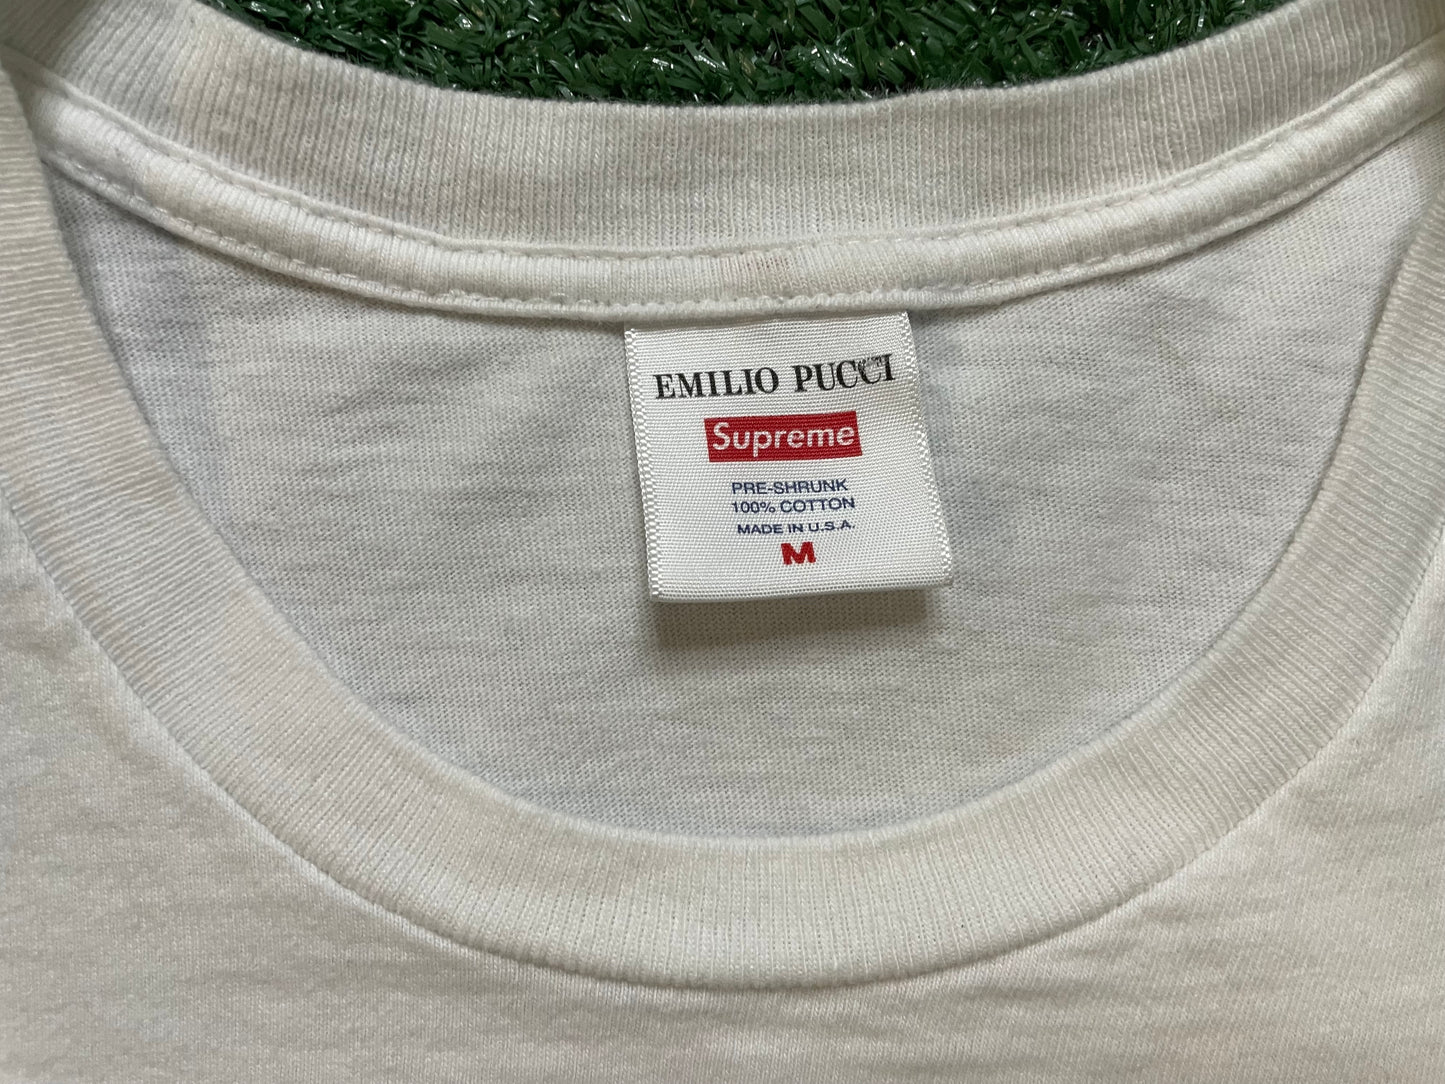 EMILIO PUCCI
Supreme
PRE-SHRUNK
100% COTTON
MADE IN U.S.A.
M